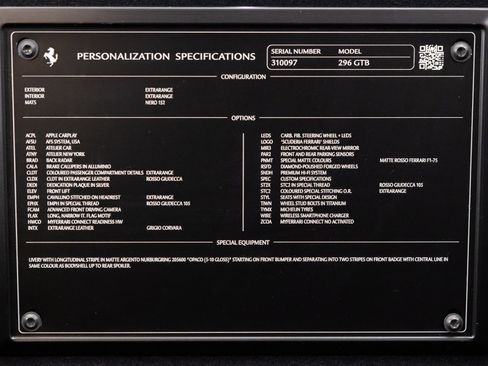 PERSONALIZATION SPECIFICATIONS
SERIAL NUMBER MODEL
310097 296 GTB
CONFIGURATION
EXTERIOR EXTRARANGE
INTERIOR EXTRARANGE
MATS NERO 152
OPTIONS
ACPL APPLE CARPLAY
AFSU AFS SYSTEM, USA
ATEL ATELIER CAR
ATNY ATELIER NEW YORK
BRAD BACK RADAR
CALA BRAKE CALLIPERS IN ALLUMINIO
CLDT COLOURED PASSENGER COMPARTMENT DETAILS EXTRARANGE
CLDX CLDT IN EXTRARANGE LEATHER ROSSO GIUDECCA
DEDI DEDICATION PLAQUE IN SILVER
ELEV FRONT LIFT
EMPH CAVALLINO STITCHED ON HEADREST EXTRARANGE
EPHX EMPH IN SPECIAL THREAD ROSSO GIUDECCA 105
FCAM ADVANCED FRONT DRIVING CAMERA
FLAX LONG, NARROW IT. FLAG MOTIF
HWCO MYFERRARI CONNECT READINESS HW
INTX EXTRARANGE LEATHER GRIGIO CORVARA
LEDS CARB. FIB. STEERING WHEEL + LEDS
LOGO "SCUDERIA FERRARI" SHIELDS
MIR3 ELECTROCHROMIC REAR-VIEW MIRROR
PAR2 FRONT AND REAR PARKING SENSORS
PNMT SPECIAL MATTE COLOURS MATTE ROSSO FERRARI F1-75
RSFD DIAMOND-POLISHED FORGED WHEELS
SNDH PREMIUM HI-FI SYSTEM
SPEC CUSTOM SPECIFICATIONS
ST2X STC2 IN SPECIAL THREAD ROSSO GIUDECCA 105
STC2 COLOURED SPECIAL STITCHING O.R. EXTRARANGE
STYL SEATS WITH SPECIAL DESIGN
TIWN WHEEL STUD BOLTS IN TITANIUM
TYMX MICHELIN TYRES
WIRE WIRELESS SMARTPHONE CHARGER
ZCOA MYFERRARI CONNECT NO ACTIVATED
SPECIAL EQUIPMENT
LIVERY WITH LONGITUDINAL STRIPE IN MATTE ARGENTO NURBURGRING 205600 "OPACO (5-10 GLOSS)" STARTING ON FRONT BUMPER AND SEPARATING INTO TWO STRIPES ON FRONT BADGE WITH CENTRAL LINE IN
SAME COLOUR AS BODYSHELL UP TO REAR SPOILER.